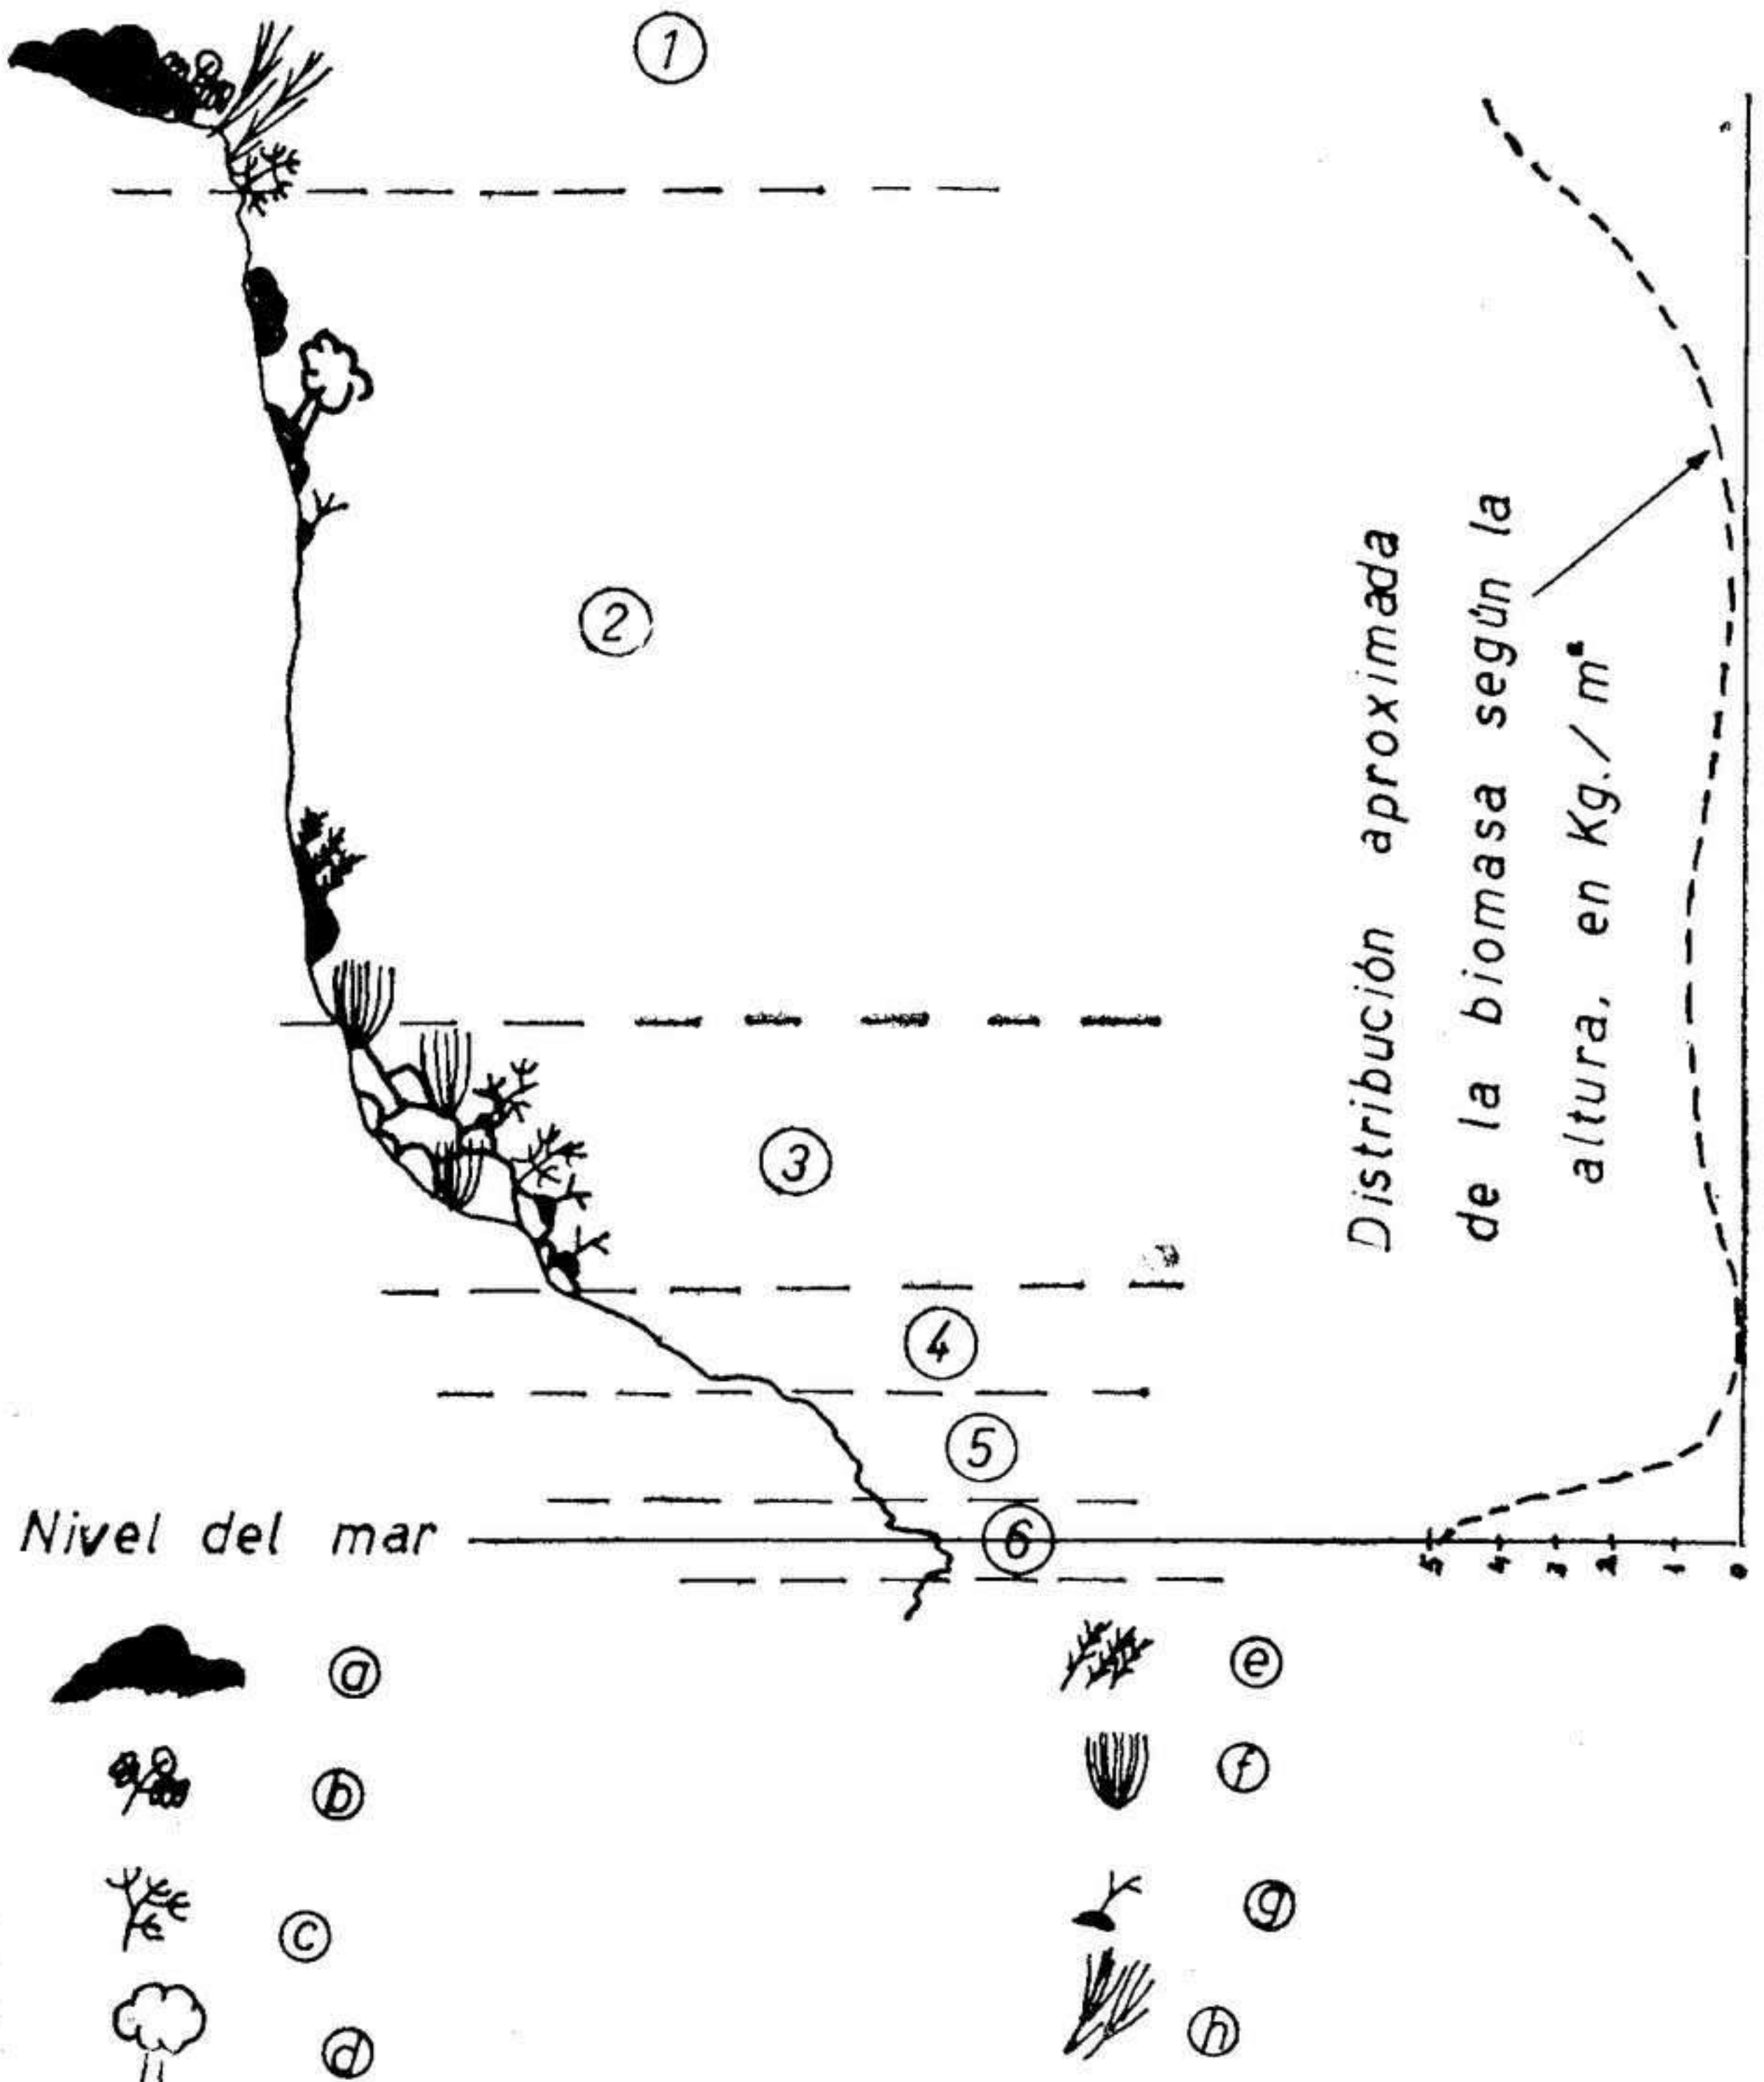 1
2
3
4
5
6
Distribución aproximada
de la biomasa según la
altura, en Kg./m²
Nivel del mar
5 4 3 2 1 0
a
b
c
d
e
f
g
h